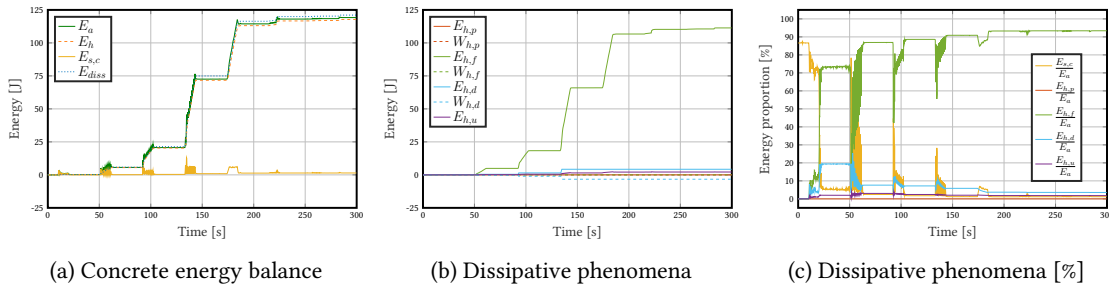 125
100
75
50
25
0
−25
Energy [J]
0 50 100 150 200 250 300
Time [s]
E_a
E_h
E_{s,c}
E_{diss}
(a) Concrete energy balance
125
100
75
50
25
0
−25
Energy [J]
0 50 100 150 200 250 300
Time [s]
E_{h,p}
W_{h,p}
E_{h,f}
W_{h,f}
E_{h,d}
W_{h,d}
E_{h,u}
(b) Dissipative phenomena
100
90
80
70
60
50
40
30
20
10
0
Energy proportion [%]
0 50 100 150 200 250 300
Time [s]
E_{s,c}
E_a
E_{h,p}
E_a
E_{h,f}
E_a
E_{h,d}
E_a
E_{h,u}
E_a
(c) Dissipative phenomena [%]